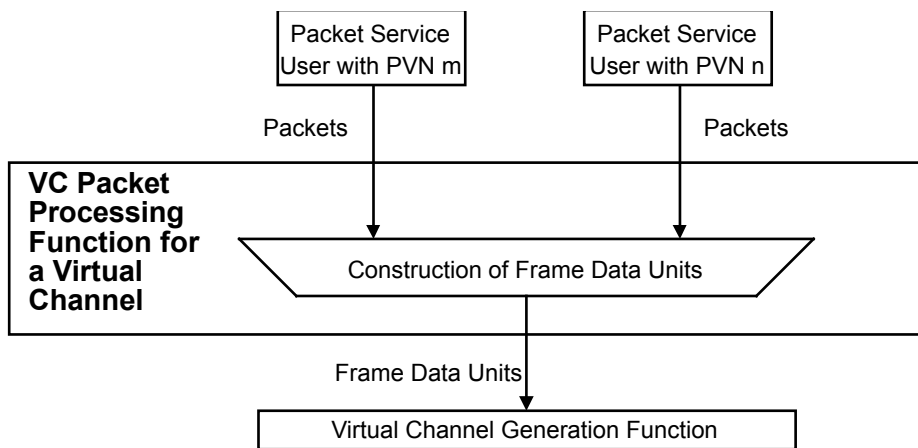 Packet Service
User with PVN m
Packet Service
User with PVN n
Packets
Packets
VC Packet
Processing
Function for
a Virtual
Channel
Construction of Frame Data Units
Frame Data Units
Virtual Channel Generation Function